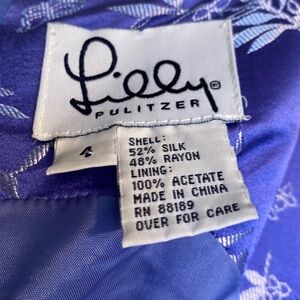 Lilly®
PULITZER
4
SHELL:
52% SILK
48% RAYON
LINING:
100% ACETATE
MADE IN CHINA
RN 88189
OVER FOR CARE